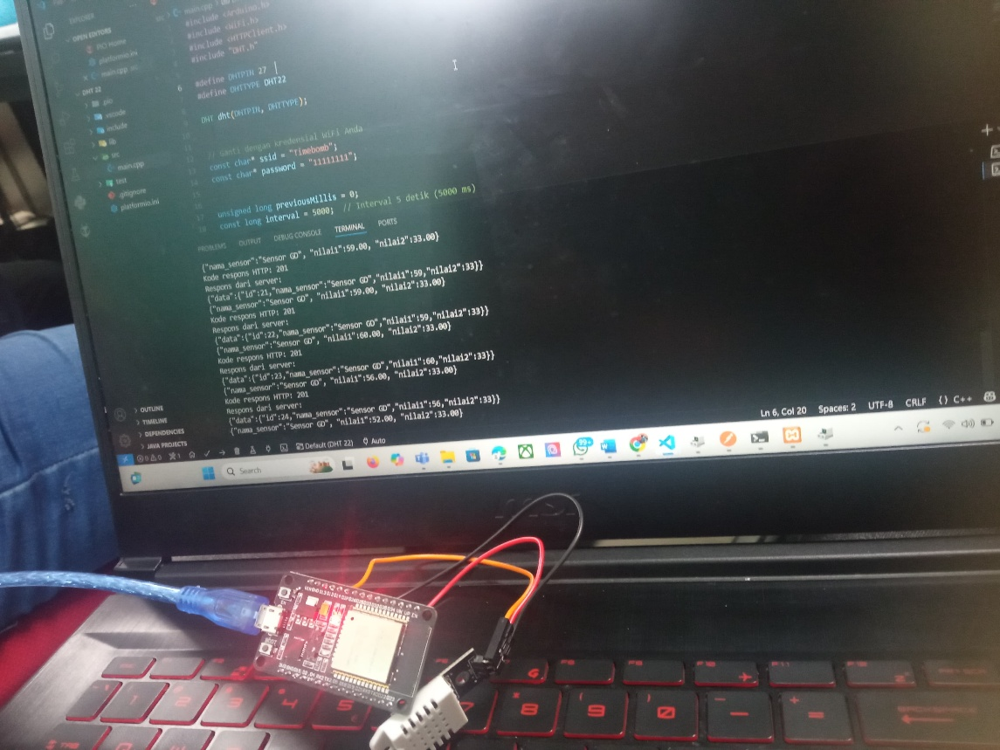 EXPLORER
OPEN EDITORS
PIO Home
platformio.ini
main.cpp src
DHT 22
.pio
.vscode
include
lib
src
main.cpp
test
.gitignore
platformio.ini
OUTLINE
TIMELINE
DEPENDENCIES
JAVA PROJECTS
#include <Arduino.h>
#include <WiFi.h>
#include <HTTPClient.h>
#include "DHT.h"
#define DHTPIN 27
#define DHTTYPE DHT22
DHT dht(DHTPIN, DHTTYPE);
// Ganti dengan kredensial WiFi Anda
const char* ssid = "Timebomb";
const char* password = "11111111";
unsigned long previousMillis = 0;
const long interval = 5000; // Interval 5 detik (5000 ms)
PROBLEMS OUTPUT DEBUG CONSOLE TERMINAL PORTS
{"nama_sensor":"Sensor GD", "nilai1":59.00, "nilai2":33.00}
Kode respons HTTP: 201
Respons dari server:
{"data":{"id":21,"nama_sensor":"Sensor GD","nilai1":59,"nilai2":33}}
{"nama_sensor":"Sensor GD", "nilai1":59.00, "nilai2":33.00}
Kode respons HTTP: 201
Respons dari server:
{"data":{"id":22,"nama_sensor":"Sensor GD","nilai1":59,"nilai2":33}}
{"nama_sensor":"Sensor GD", "nilai1":60.00, "nilai2":33.00}
Kode respons HTTP: 201
Respons dari server:
{"data":{"id":23,"nama_sensor":"Sensor GD","nilai1":60,"nilai2":33}}
{"nama_sensor":"Sensor GD", "nilai1":56.00, "nilai2":33.00}
Kode respons HTTP: 201
Respons dari server:
{"data":{"id":24,"nama_sensor":"Sensor GD","nilai1":56,"nilai2":33}}
{"nama_sensor":"Sensor GD", "nilai1":52.00, "nilai2":33.00}
Default (DHT 22) Auto
Ln 6, Col 20 Spaces: 2 UTF-8 CRLF {} C++
Search
99+
msi